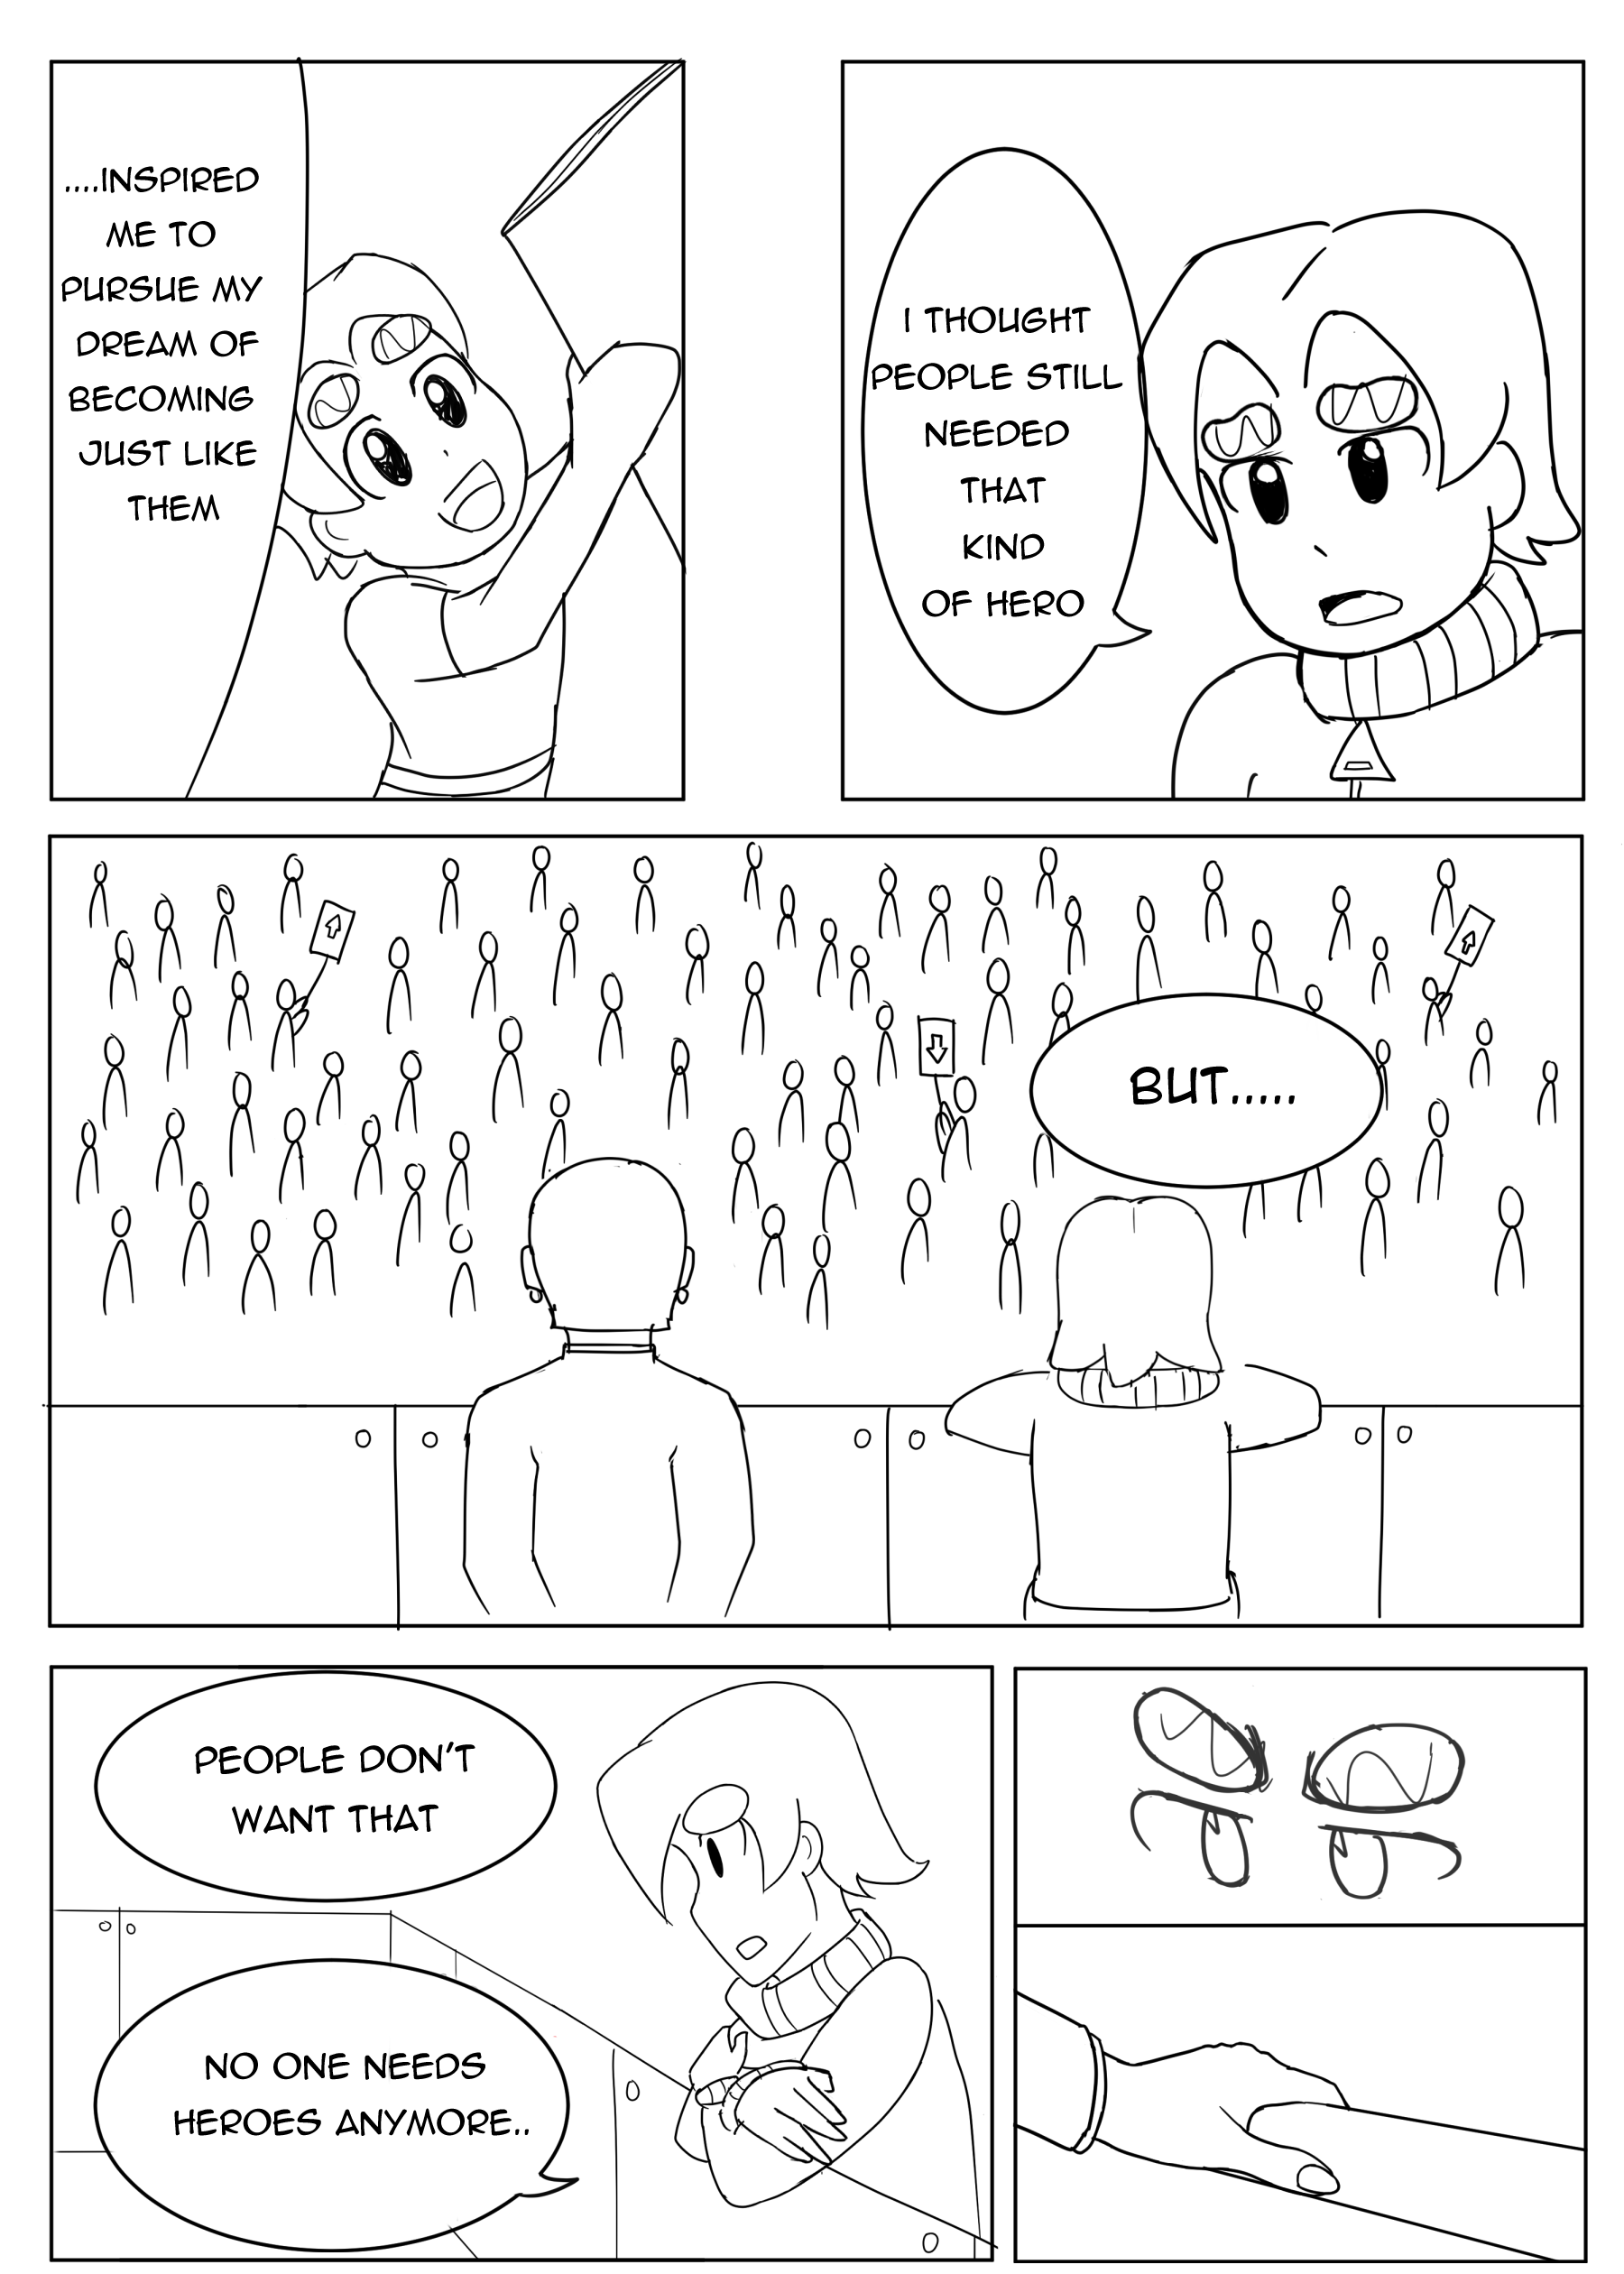 ....INSPIRED
ME TO
PURSUE MY
DREAM OF
BECOMING
JUST LIKE
THEM
I THOUGHT
PEOPLE STILL
NEEDED
THAT
KIND
OF HERO
BUT.....
PEOPLE DON'T
WANT THAT
NO ONE NEEDS
HEROES ANYMORE..